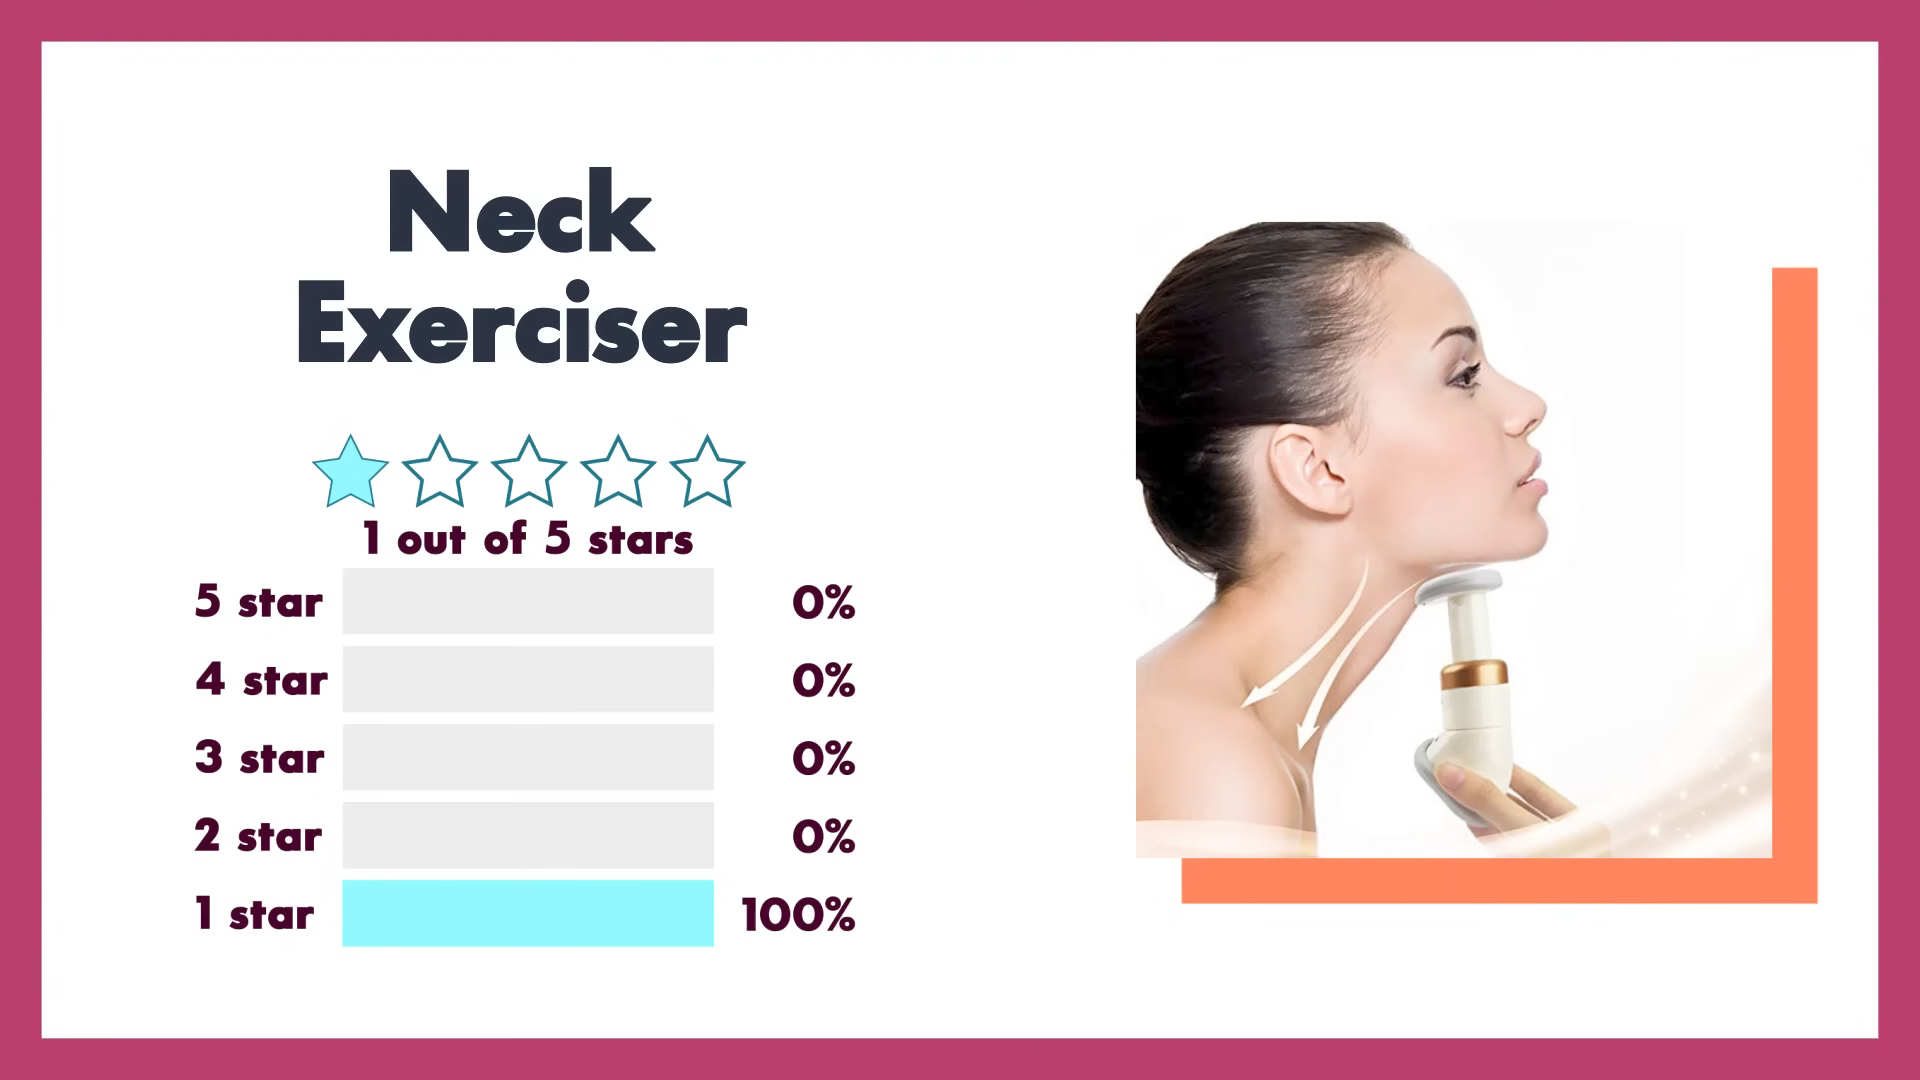 Neck
Exerciser
1 out of 5 stars
5 star 0%
4 star 0%
3 star 0%
2 star 0%
1 star 100%